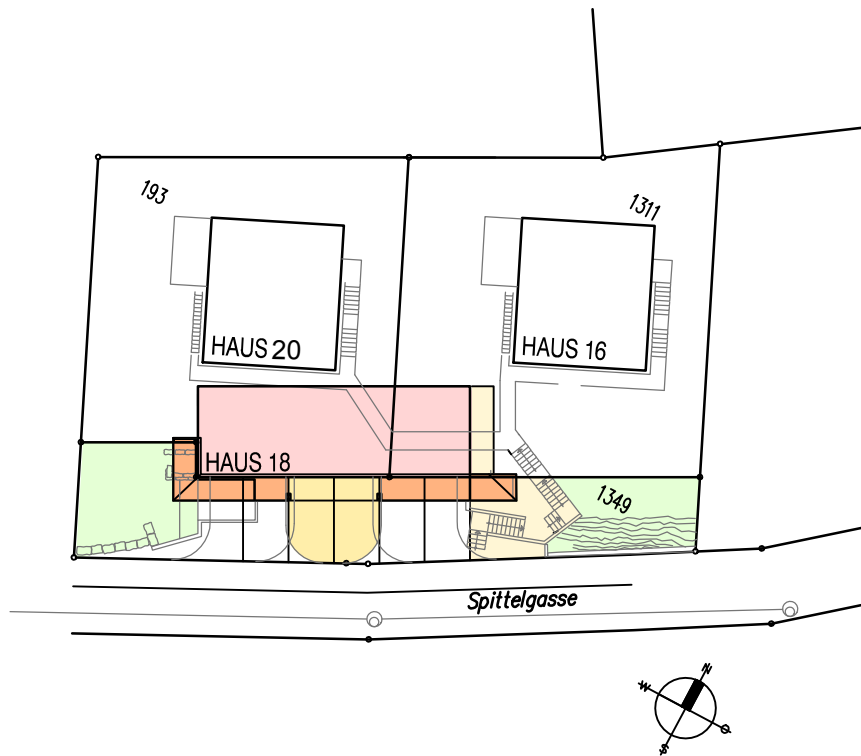 193
1311
HAUS 20
HAUS 16
HAUS 18
1349
Spittelgasse
N
W
O
S